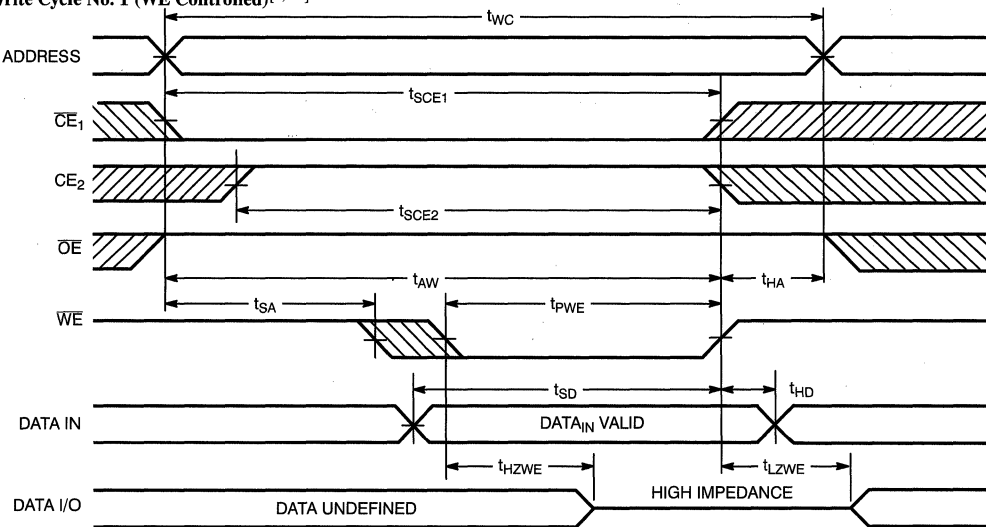 Write Cycle No. 1 (WE Controlled)
tWC
ADDRESS
tSCE1
CE1
CE2
tSCE2
OE
tAW
tHA
tSA
tPWE
WE
tSD
tHD
DATA IN
DATAIN VALID
tHZWE
tLZWE
HIGH IMPEDANCE
DATA I/O
DATA UNDEFINED